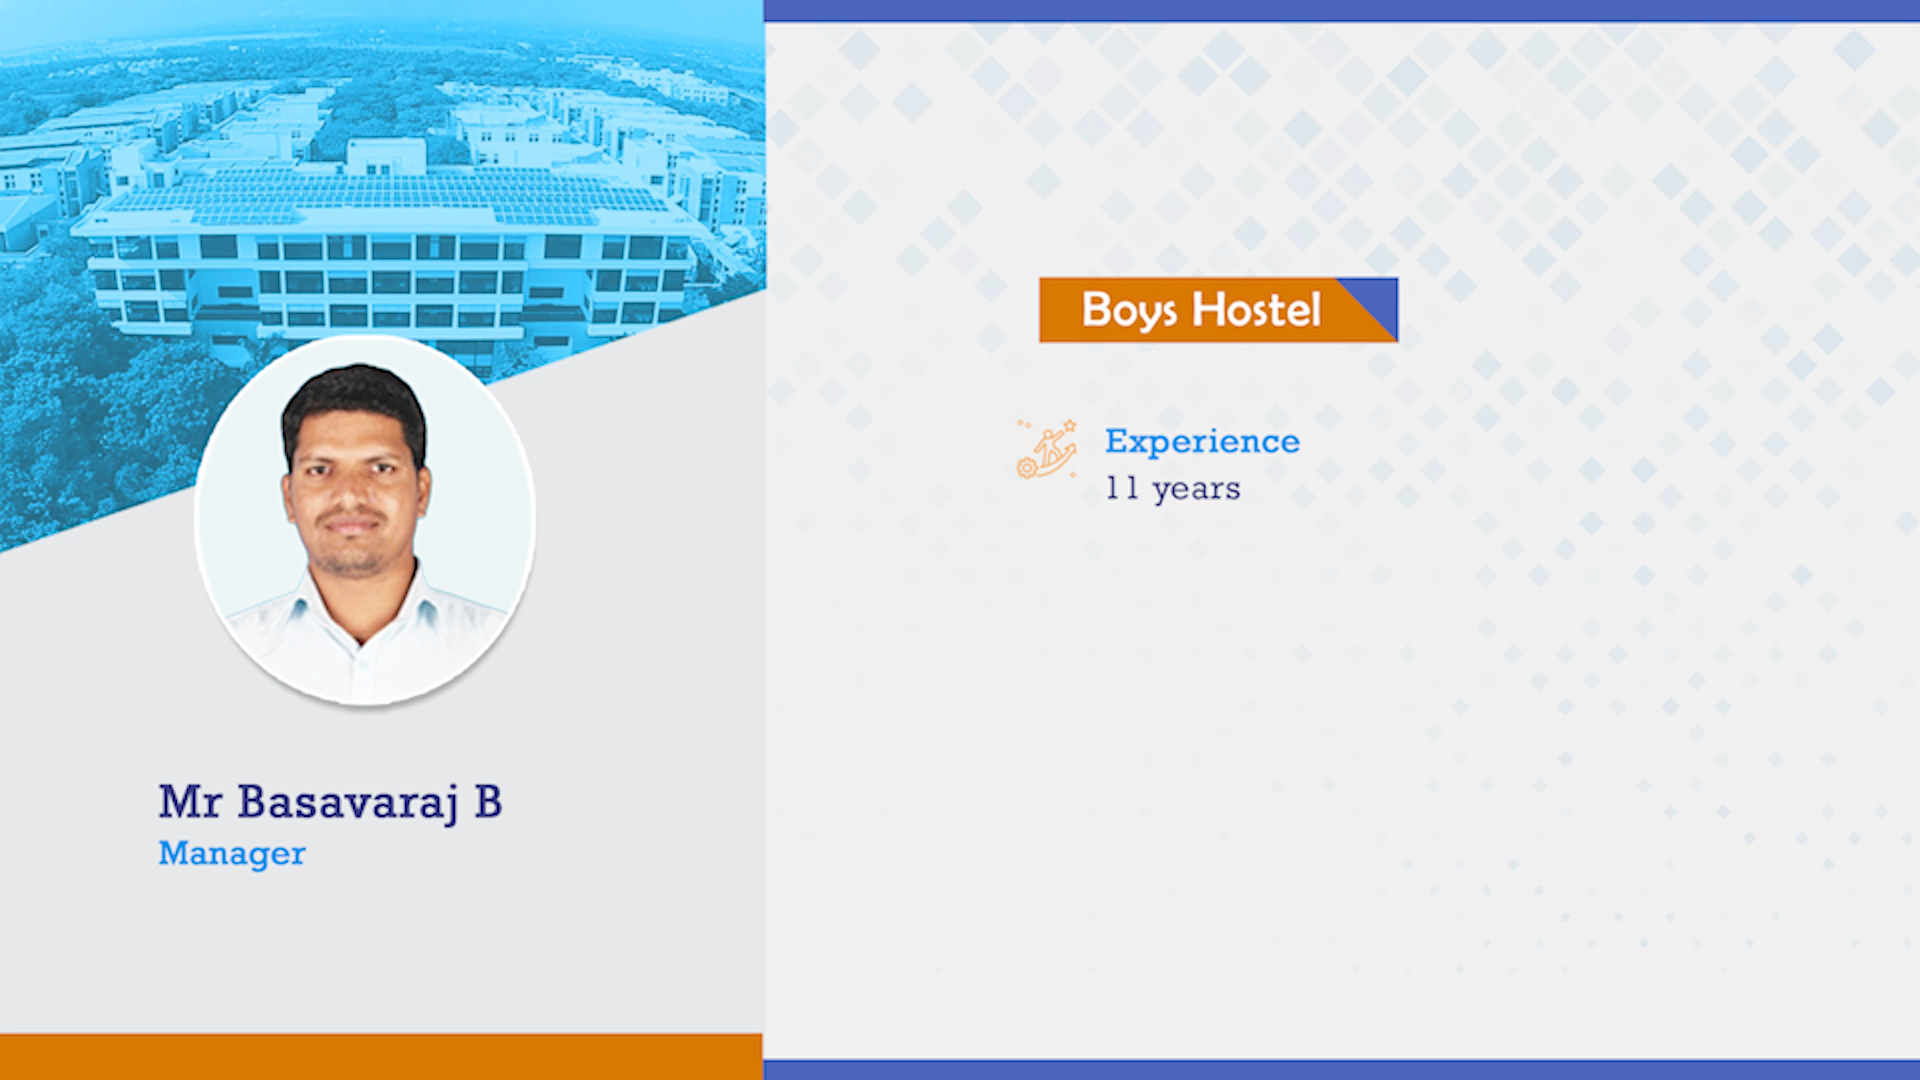 Boys Hostel
Experience
11 years
Mr Basavaraj B
Manager